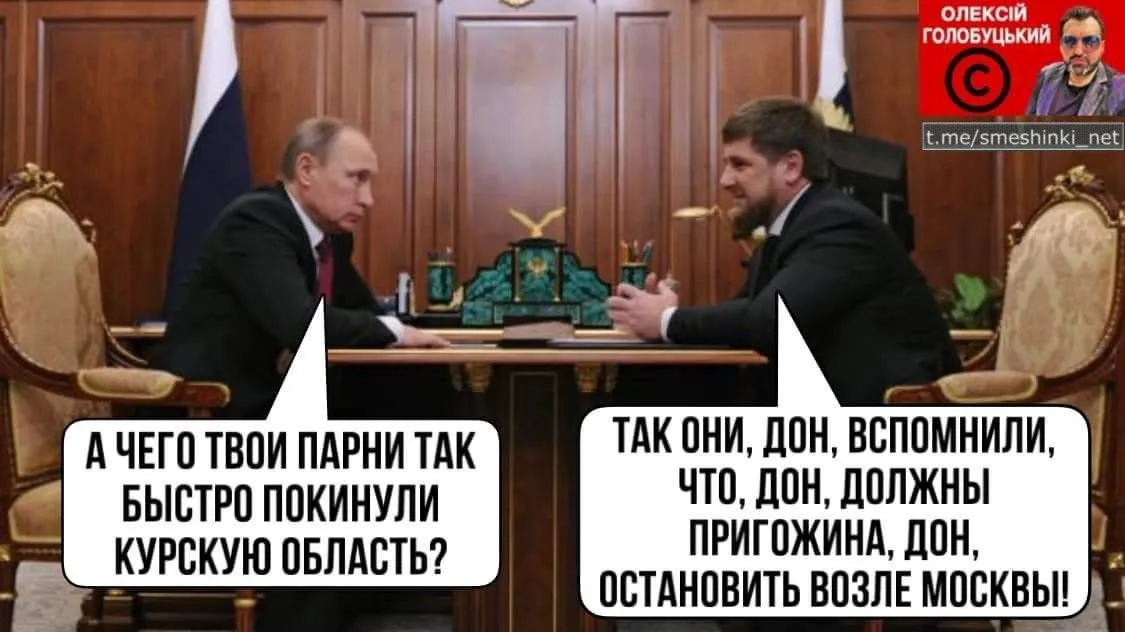 ОЛЕКСІЙ
ГОЛОБУЦЬКИЙ
©
t.me/smeshinki_net
А ЧЕГО ТВОИ ПАРНИ ТАК
БЫСТРО ПОКИНУЛИ
КУРСКУЮ ОБЛАСТЬ?
ТАК ОНИ, ДОН, ВСПОМНИЛИ,
ЧТО, ДОН, ДОЛЖНЫ
ПРИГОЖИНА, ДОН,
ОСТАНОВИТЬ ВОЗЛЕ МОСКВЫ!